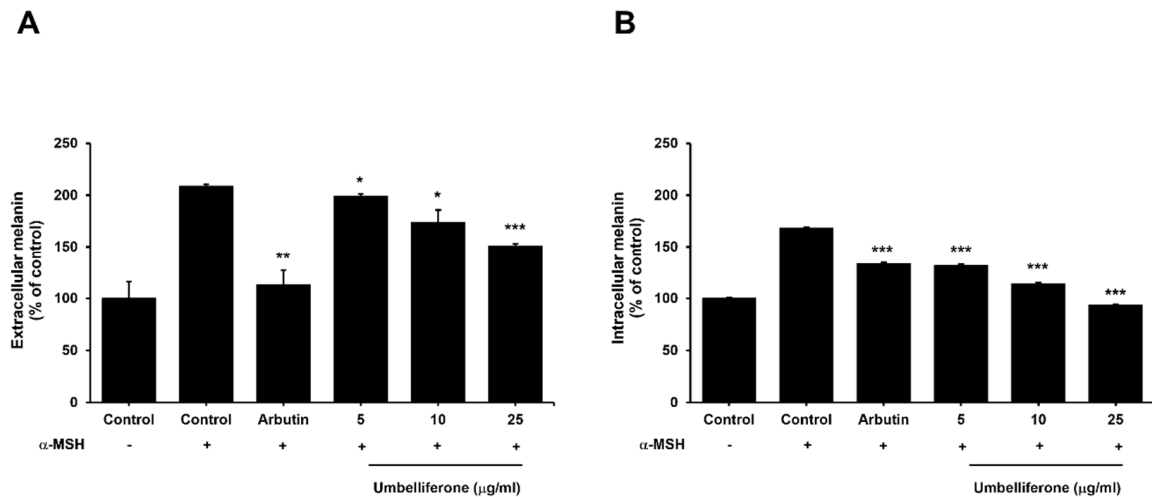 A
Extracellular melanin
(% of control)
250
200
150
100
50
0
**
*
*
***
Control Control Arbutin 5 10 25
α-MSH - + + + + +
Umbelliferone (μg/ml)
B
Intracellular melanin
(% of control)
250
200
150
100
50
0
***
***
***
***
Control Control Arbutin 5 10 25
α-MSH - + + + + +
Umbelliferone (μg/ml)